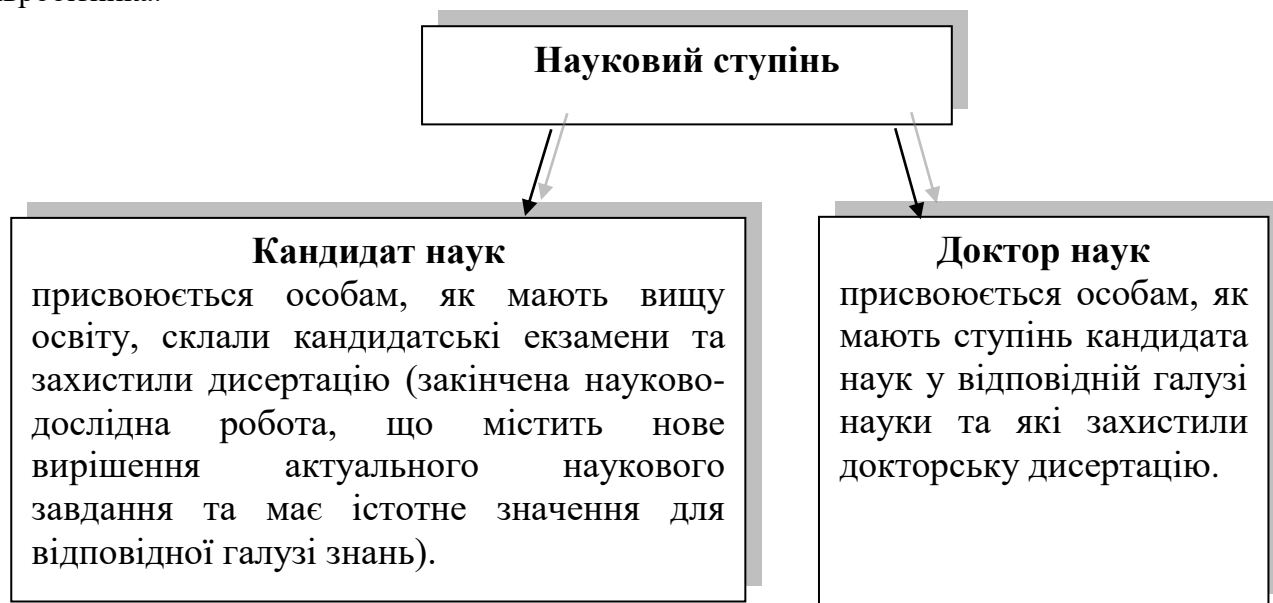 Науковий ступінь
Кандидат наук
присвоюється особам, як мають вищу
освіту, склали кандидатські екзамени та
захистили дисертацію (закінчена науково-
дослідна робота, що містить нове
вирішення актуального наукового
завдання та має істотне значення для
відповідної галузі знань).
Доктор наук
присвоюється особам, як
мають ступінь кандидата
наук у відповідній галузі
науки та які захистили
докторську дисертацію.